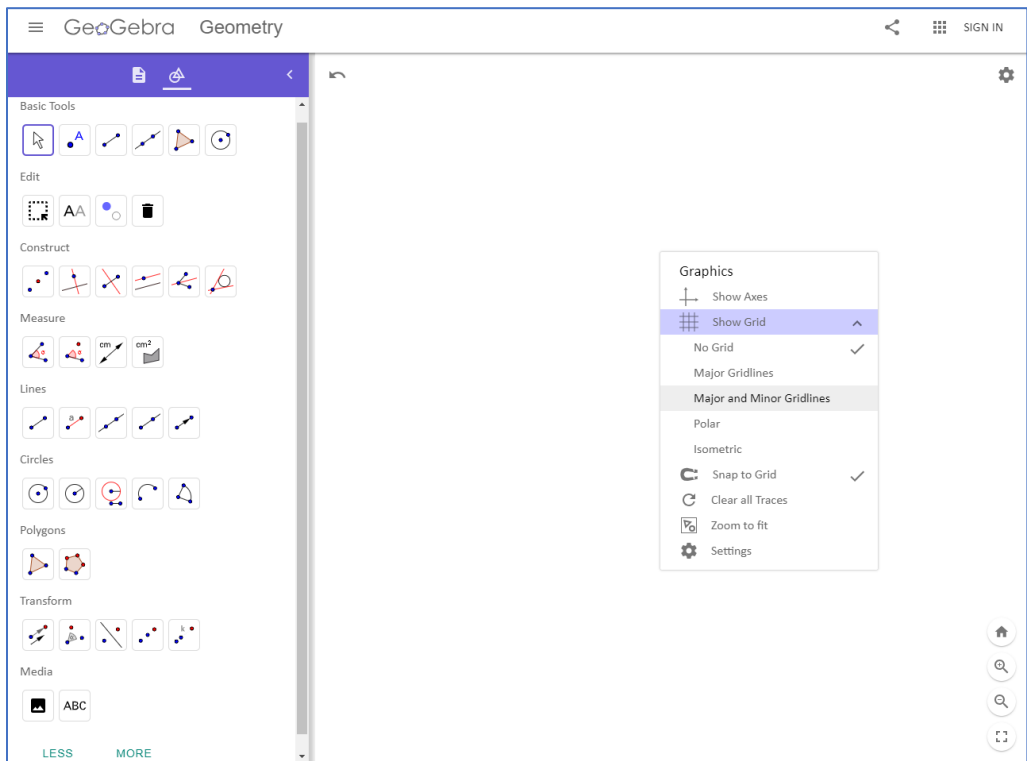 GeoGebra Geometry SIGN IN
Basic Tools
A
Edit
AA
Construct
Measure
cm cm²
Lines
a
Circles
Polygons
Transform
k
Media
ABC
LESS MORE
Graphics
Show Axes
Show Grid
No Grid
Major Gridlines
Major and Minor Gridlines
Polar
Isometric
Snap to Grid
Clear all Traces
Zoom to fit
Settings